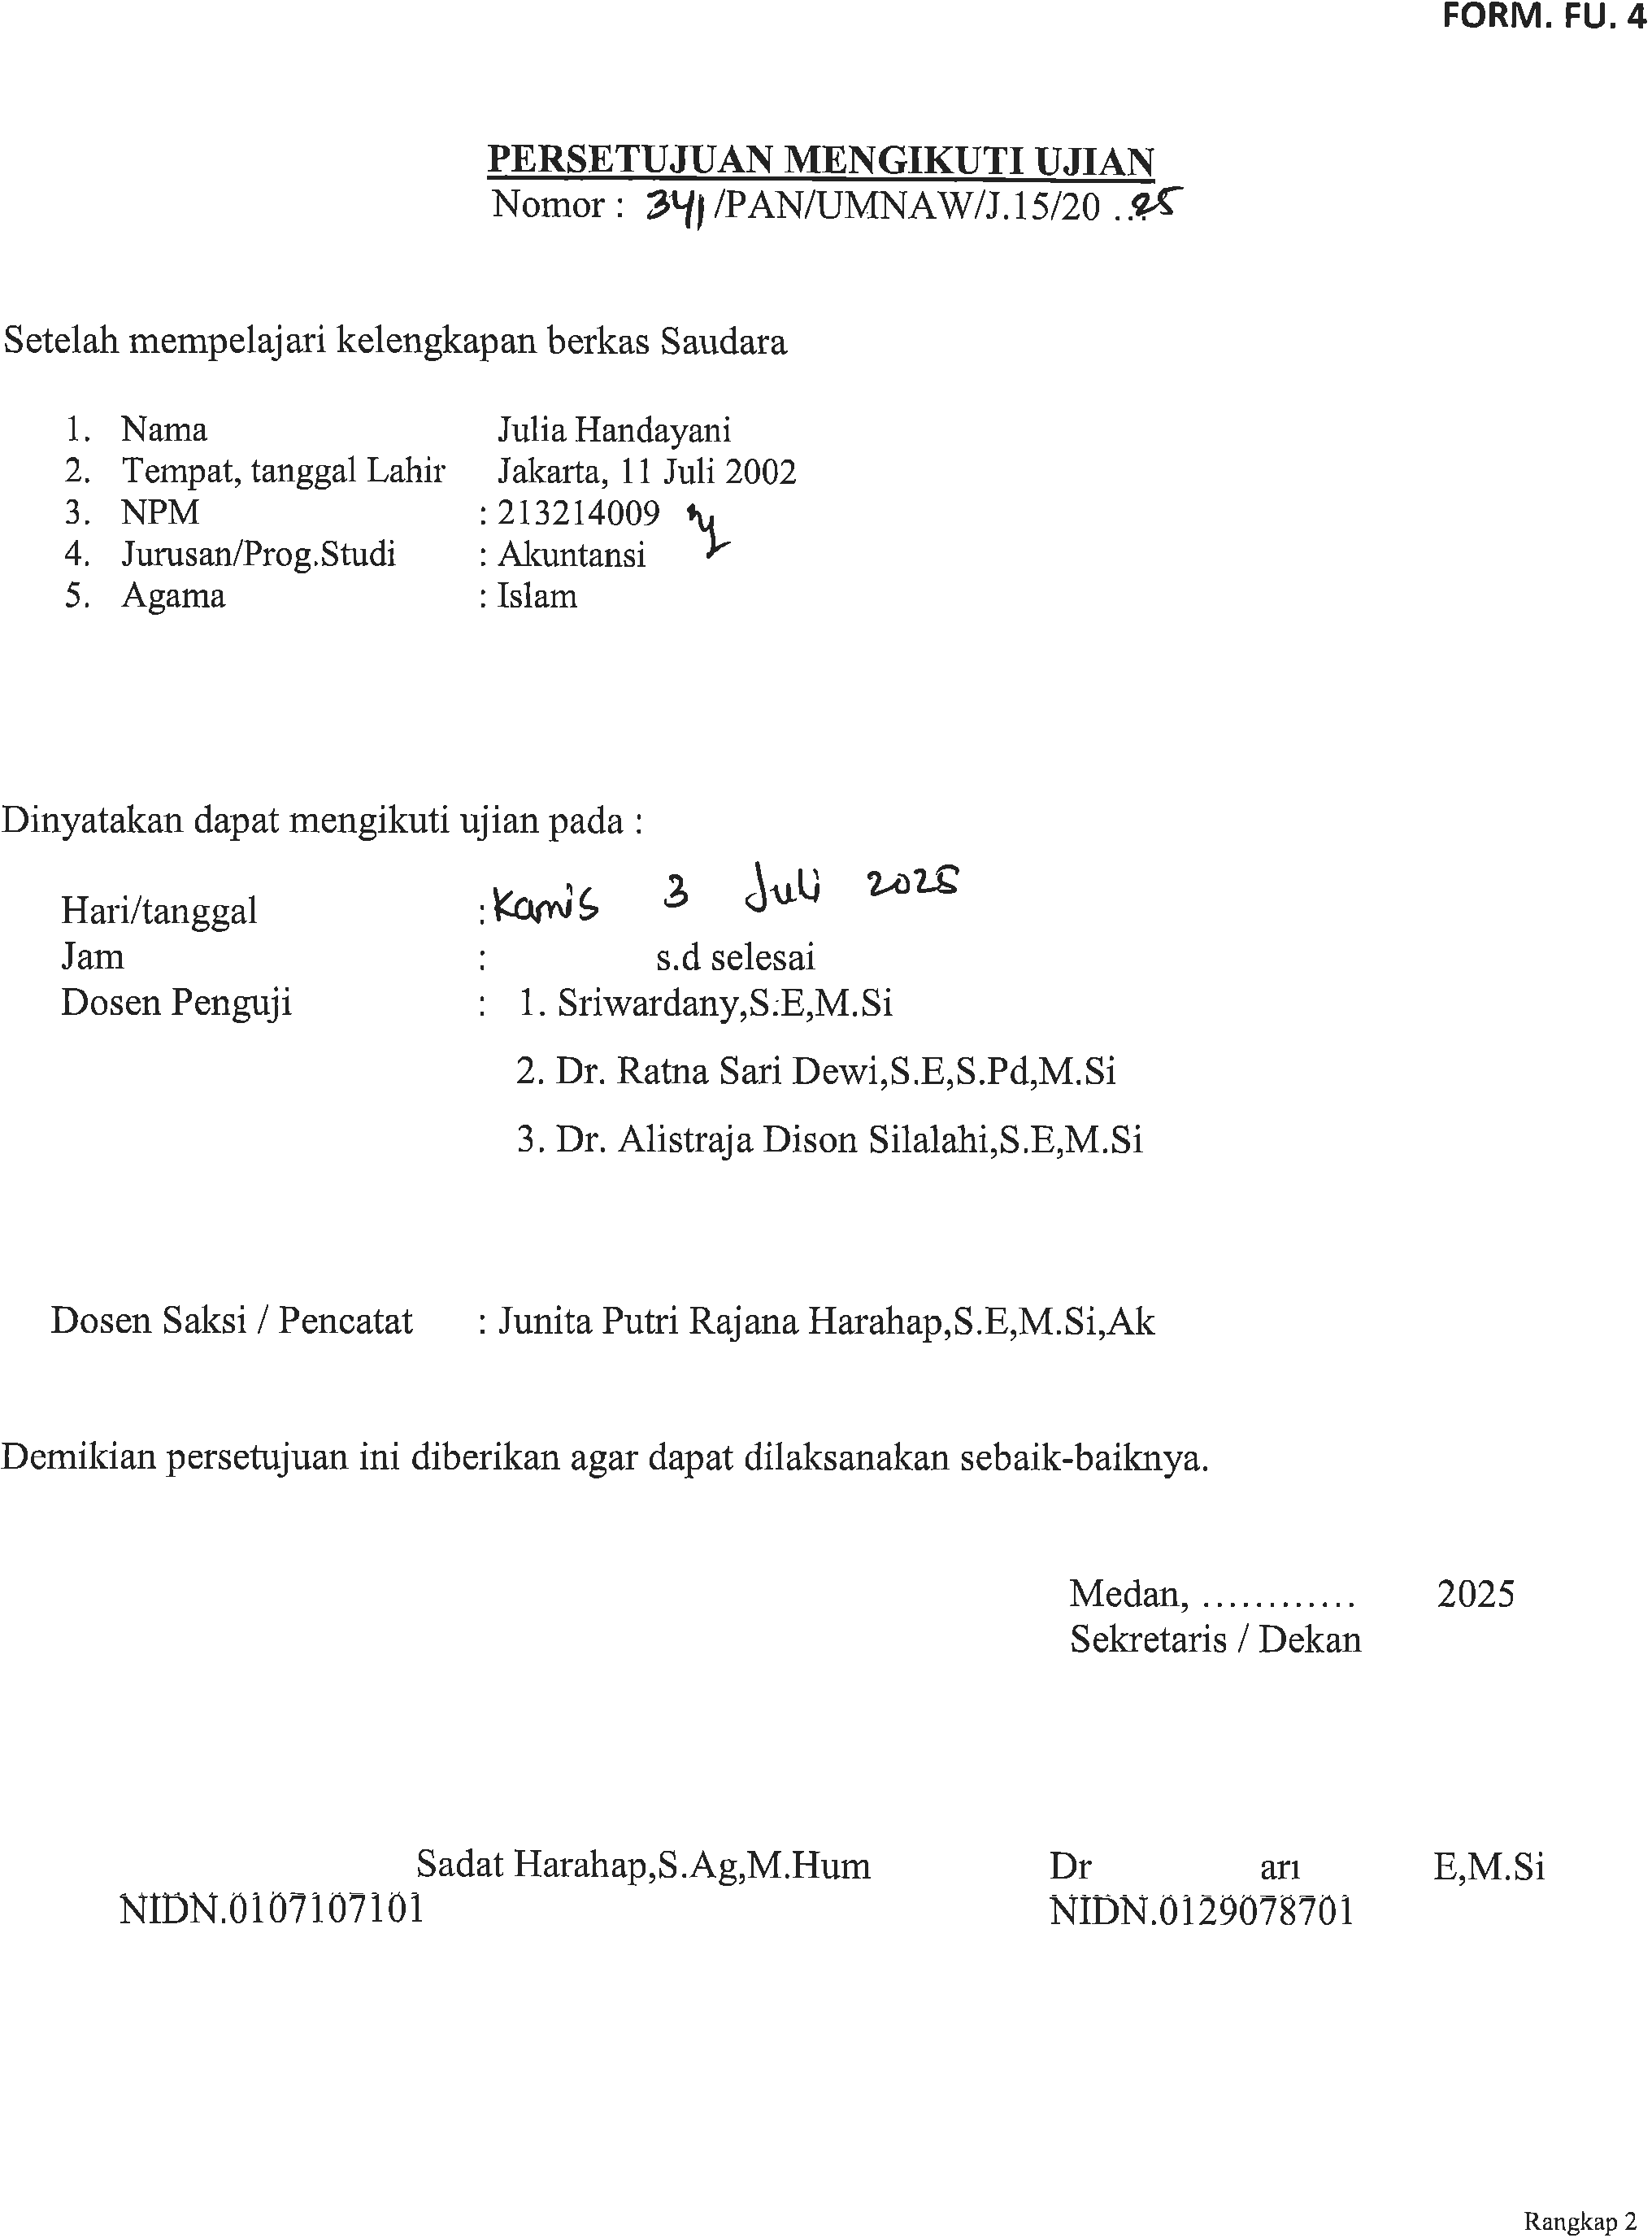 FORM. FU. 4
PERSETUJUAN MENGIKUTI UJIAN
Nomor : 341/PAN/UMNAW/J.15/20 ...25
Setelah mempelajari kelengkapan berkas Saudara
1. Nama Julia Handayani
2. Tempat, tanggal Lahir Jakarta, 11 Juli 2002
3. NPM : 213214009
4. Jurusan/Prog.Studi : Akuntansi
5. Agama : Islam
Dinyatakan dapat mengikuti ujian pada :
Hari/tanggal : Kamis 3 Juli 2025
Jam : s.d selesai
Dosen Penguji : 1. Sriwardany,S.E,M.Si
2. Dr. Ratna Sari Dewi,S.E,S.Pd,M.Si
3. Dr. Alistraja Dison Silalahi,S.E,M.Si
Dosen Saksi / Pencatat : Junita Putri Rajana Harahap,S.E,M.Si,Ak
Demikian persetujuan ini diberikan agar dapat dilaksanakan sebaik-baiknya.
Medan, ............ 2025
Sekretaris / Dekan
Sadat Harahap,S.Ag,M.Hum Dr E,M.Si
NIDN.0107107101 NIDN.0129078701
Rangkap 2